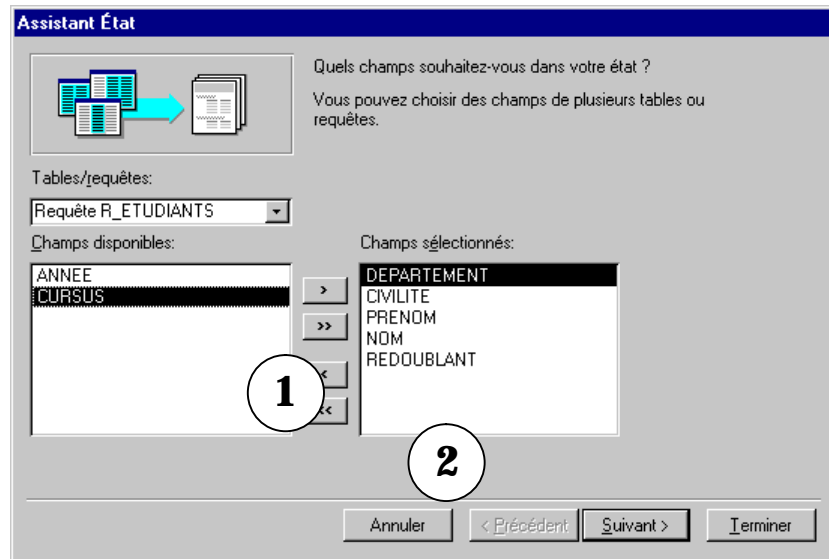 Assistant État
Quels champs souhaitez-vous dans votre état ?
Vous pouvez choisir des champs de plusieurs tables ou
requêtes.
Tables/requêtes:
Requête R_ETUDIANTS
Champs disponibles:
Champs sélectionnés:
ANNEE
CURSUS
>
>>
<
<<
DEPARTEMENT
CIVILITE
PRENOM
NOM
REDOUBLANT
1
2
Annuler
< Précédent
Suivant >
Terminer